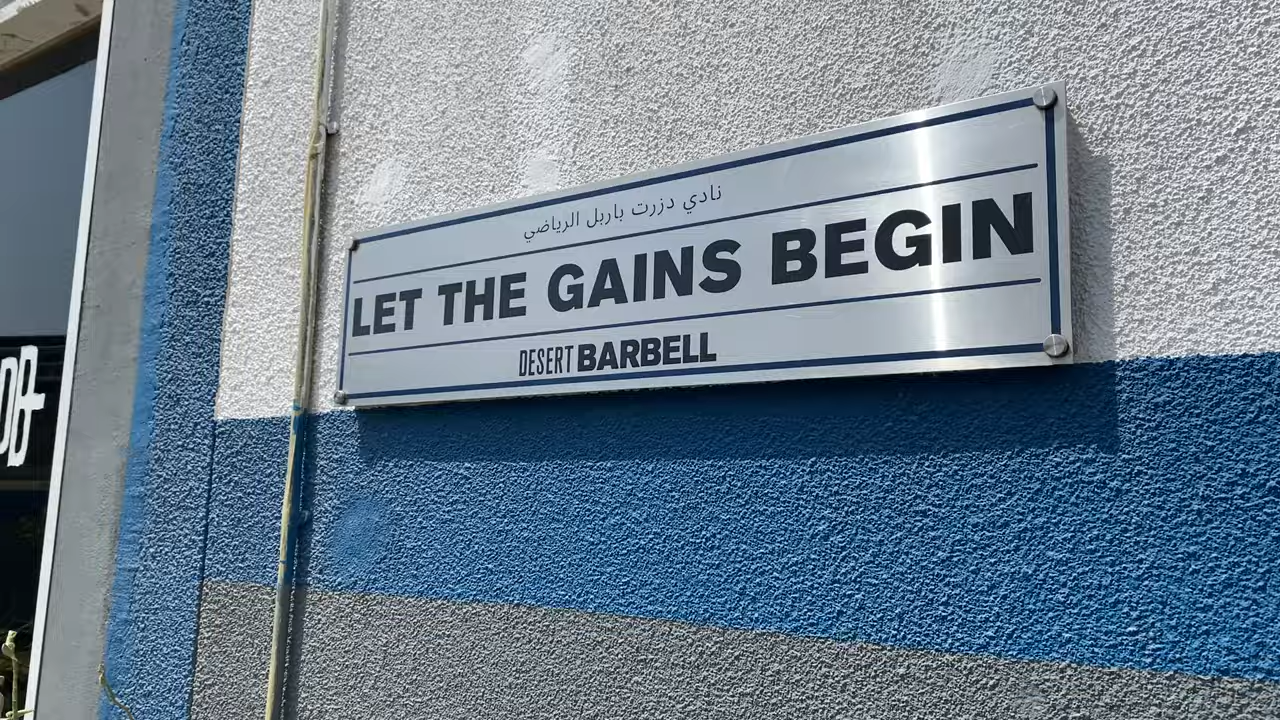 نادي دزرت باربل الرياضي
LET THE GAINS BEGIN
DESERT BARBELL